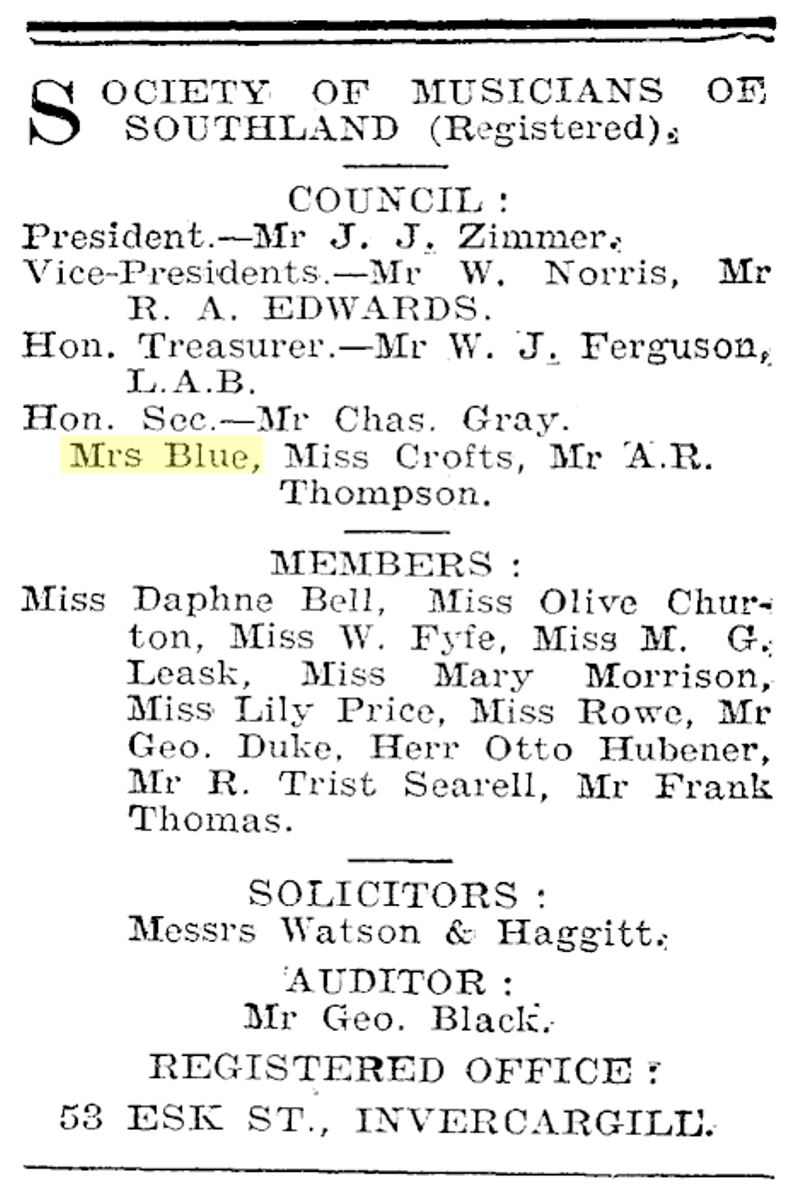 SOCIETY OF MUSICIANS OF
SOUTHLAND (Registered).
COUNCIL :
President.—Mr J. J. Zimmer.
Vice-Presidents.—Mr W. Norris, Mr
R. A. EDWARDS.
Hon. Treasurer.—Mr W. J. Ferguson,
L.A.B.
Hon. Sec.—Mr Chas. Gray.
Mrs Blue, Miss Crofts, Mr A.R.
Thompson.
MEMBERS :
Miss Daphne Bell, Miss Olive Chur-
ton, Miss W. Fyfe, Miss M. G.
Leask, Miss Mary Morrison,
Miss Lily Price, Miss Rowe, Mr
Geo. Duke, Herr Otto Hubener,
Mr R. Trist Searell, Mr Frank
Thomas.
SOLICITORS :
Messrs Watson & Haggitt.
AUDITOR :
Mr Geo. Black.
REGISTERED OFFICE :
53 ESK ST., INVERCARGILL.